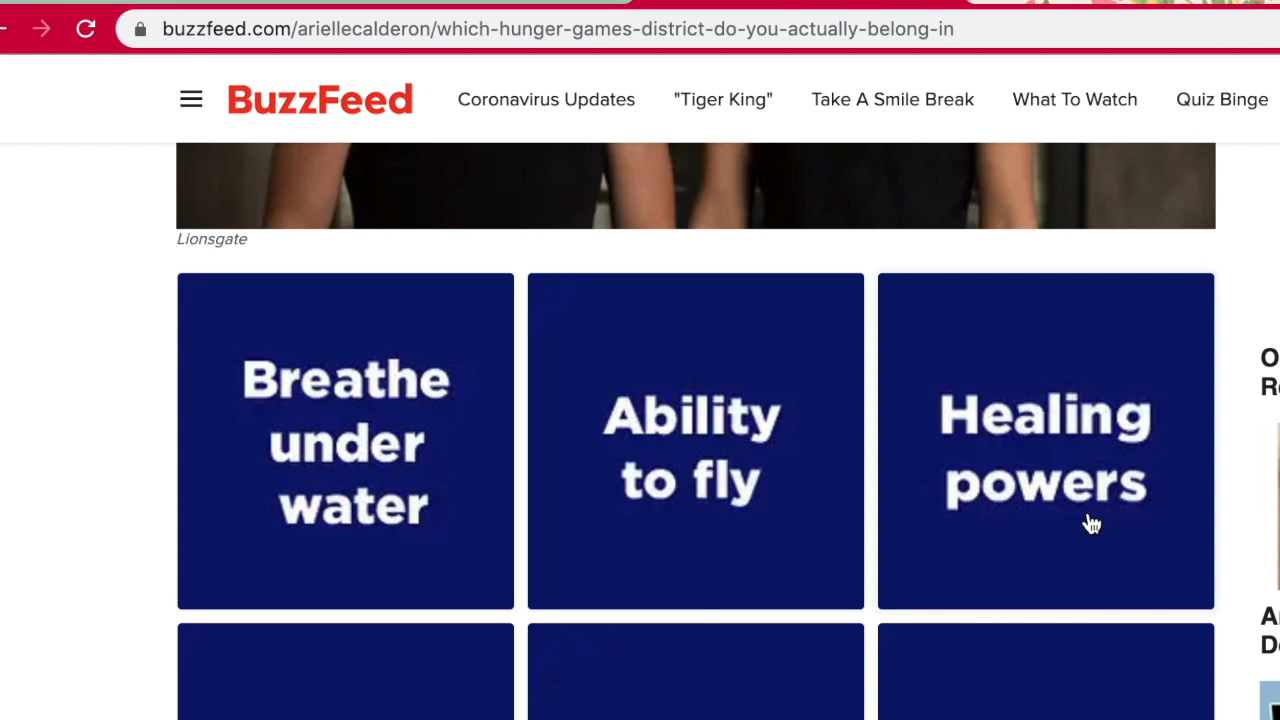 buzzfeed.com/ariellecalderon/which-hunger-games-district-do-you-actually-belong-in
BuzzFeed Coronavirus Updates "Tiger King" Take A Smile Break What To Watch Quiz Binge
Lionsgate
Breathe
under
water
Ability
to fly
Healing
powers